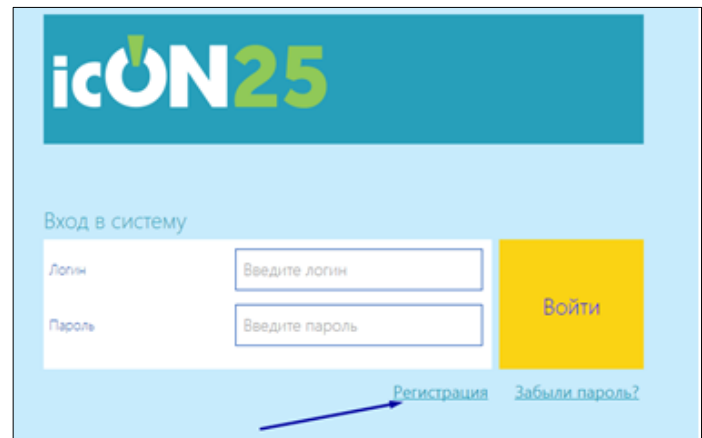 icON25
Вход в систему
Логин
Введите логин
Пароль
Введите пароль
Войти
Регистрация
Забыли пароль?